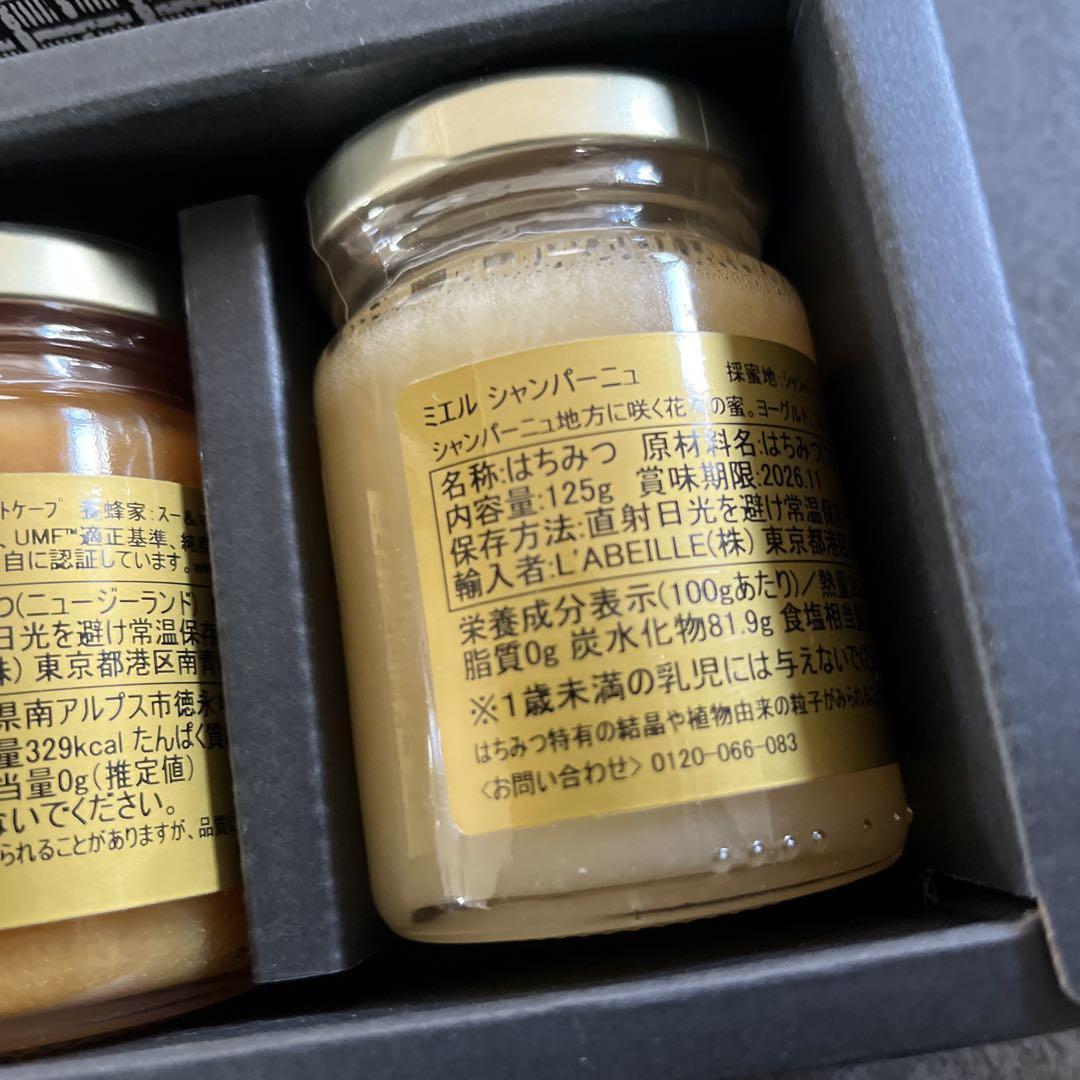 ミエル シャンパーニュ 採蜜地:シャンパー
シャンパーニュ地方に咲く花々の蜜。ヨーグルト、フ
名称:はちみつ 原材料名:はちみつ
内容量:125g 賞味期限:2026.11
保存方法:直射日光を避け常温保
輸入者:L'ABEILLE(株) 東京都港区
栄養成分表示(100gあたり)/熱量
脂質0g 炭水化物81.9g 食塩相当量
※1歳未満の乳児には与えないでくだ
はちみつ特有の結晶や植物由来の粒子がみられるこ
<お問い合わせ> 0120-066-083
トケープ 養蜂家:スー&
、UMF™適正基準、純度
自に認証しています。
つ(ニュージーランド)
日光を避け常温保存
株) 東京都港区南青
県南アルプス市徳永
量329kcal たんぱく質
当量0g(推定値)
ないでください。
られることがありますが、品質に